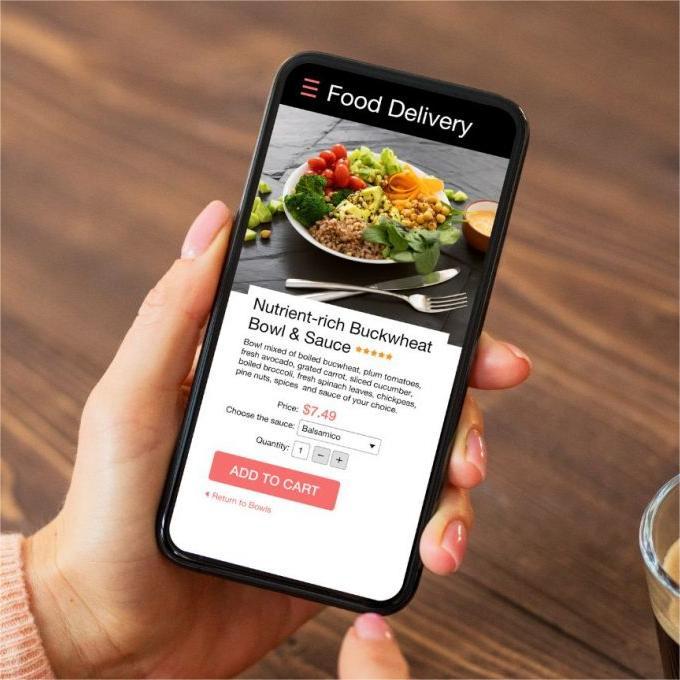 Food Delivery
Nutrient-rich Buckwheat
Bowl & Sauce
Bowl mixed of boiled bucwheat, plum tomatoes,
fresh avocado, grated carrot, sliced cucumber,
boiled broccoli, fresh spinach leaves, chickpeas,
pine nuts, spices and sauce of your choice.
Price: $7.49
Choose the sauce: Balsamico
Quantity: 1 − +
ADD TO CART
Return to Bowls